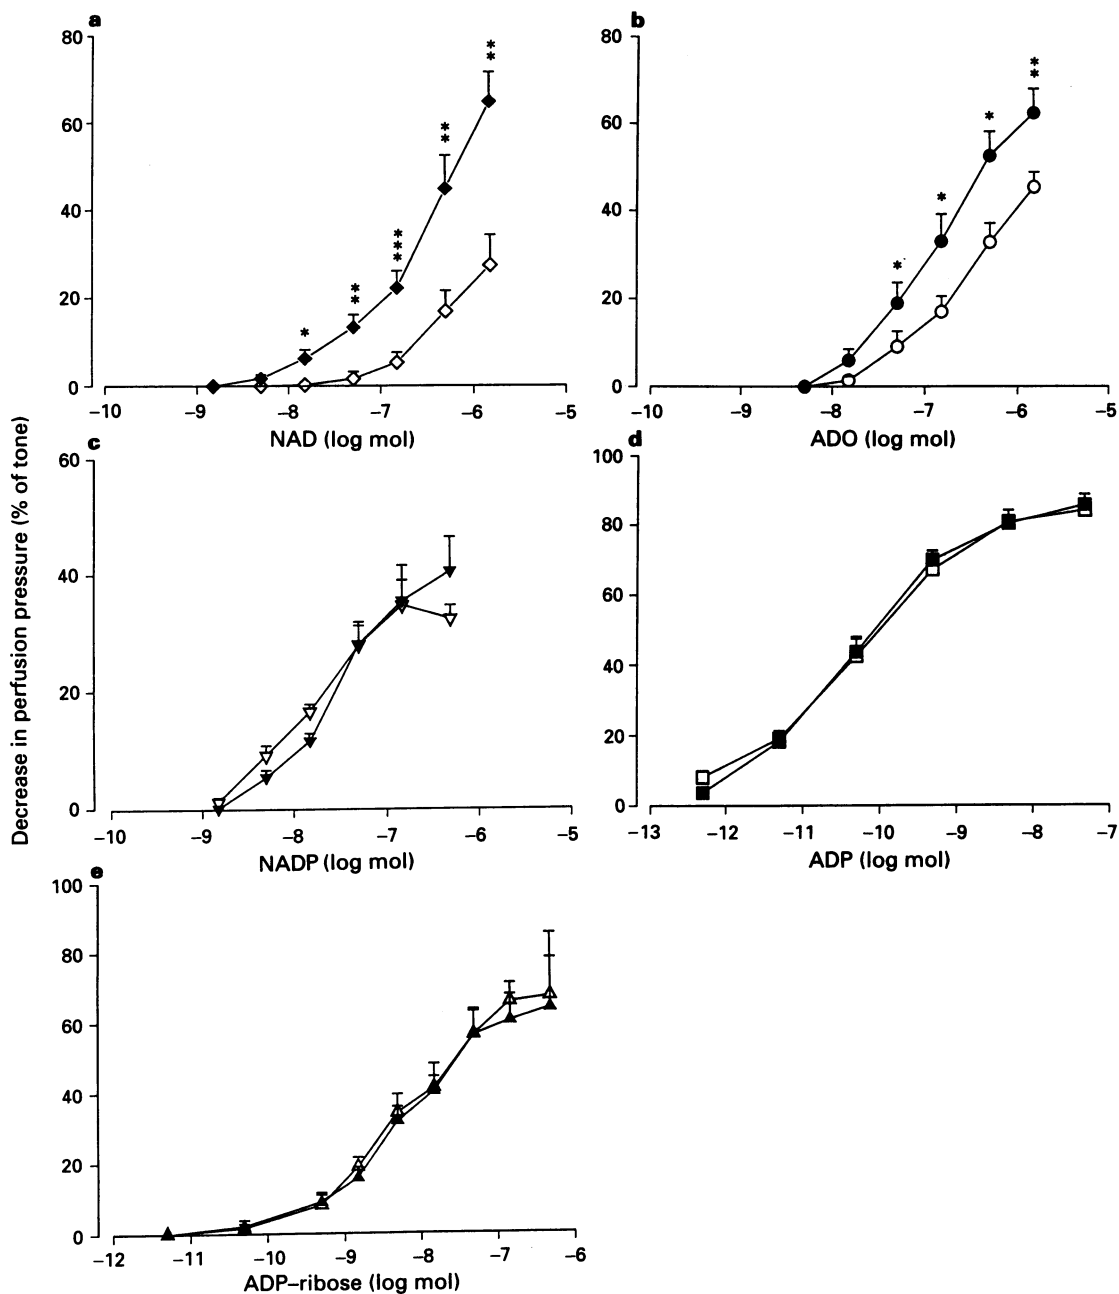 a
80
60
40
20
0
**
**
***
**
*
−10 −9 −8 −7 −6 −5
NAD (log mol)
b
80
60
40
20
0
**
*
*
*
−10 −9 −8 −7 −6 −5
ADO (log mol)
Decrease in perfusion pressure (% of tone)
c
60
40
20
0
−10 −9 −8 −7 −6 −5
NADP (log mol)
d
100
80
60
40
20
0
−13 −12 −11 −10 −9 −8 −7
ADP (log mol)
e
100
80
60
40
20
0
−12 −11 −10 −9 −8 −7 −6
ADP–ribose (log mol)